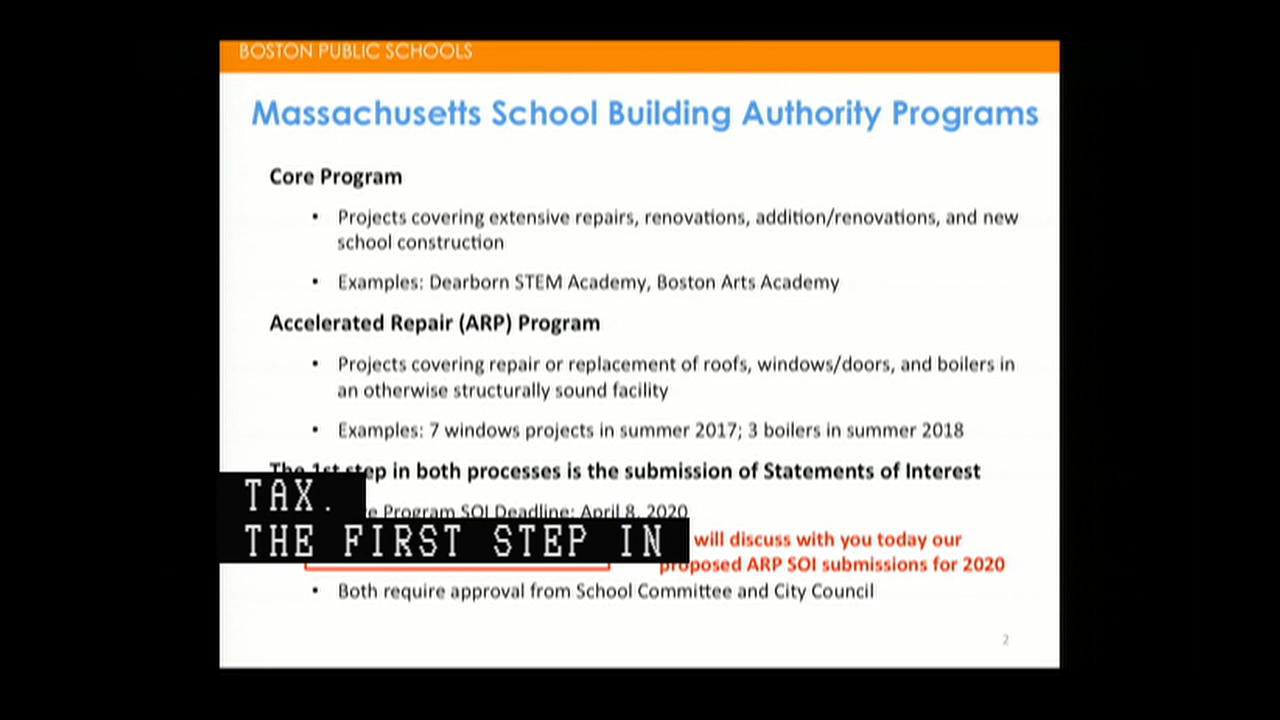 BOSTON PUBLIC SCHOOLS
Massachusetts School Building Authority Programs
Core Program
• Projects covering extensive repairs, renovations, addition/renovations, and new
school construction
• Examples: Dearborn STEM Academy, Boston Arts Academy
Accelerated Repair (ARP) Program
• Projects covering repair or replacement of roofs, windows/doors, and boilers in
an otherwise structurally sound facility
• Examples: 7 windows projects in summer 2017; 3 boilers in summer 2018
The 1st step in both processes is the submission of Statements of Interest
TAX.
Program SOI Deadline: April 8, 2020
THE FIRST STEP IN
will discuss with you today our
proposed ARP SOI submissions for 2020
• Both require approval from School Committee and City Council
2